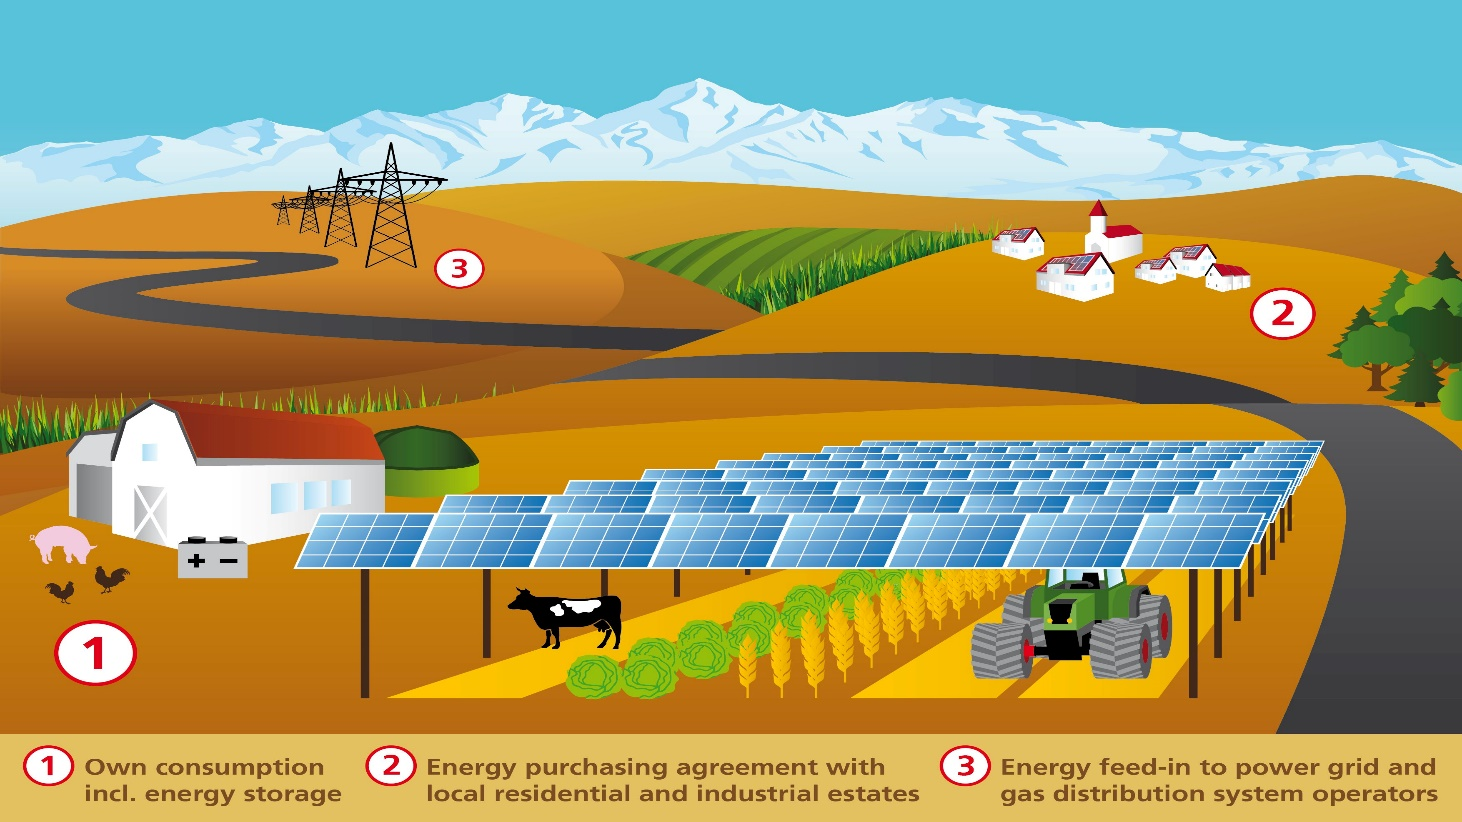 3
2
+ −
1
1 Own consumption
incl. energy storage
2 Energy purchasing agreement with
local residential and industrial estates
3 Energy feed-in to power grid and
gas distribution system operators